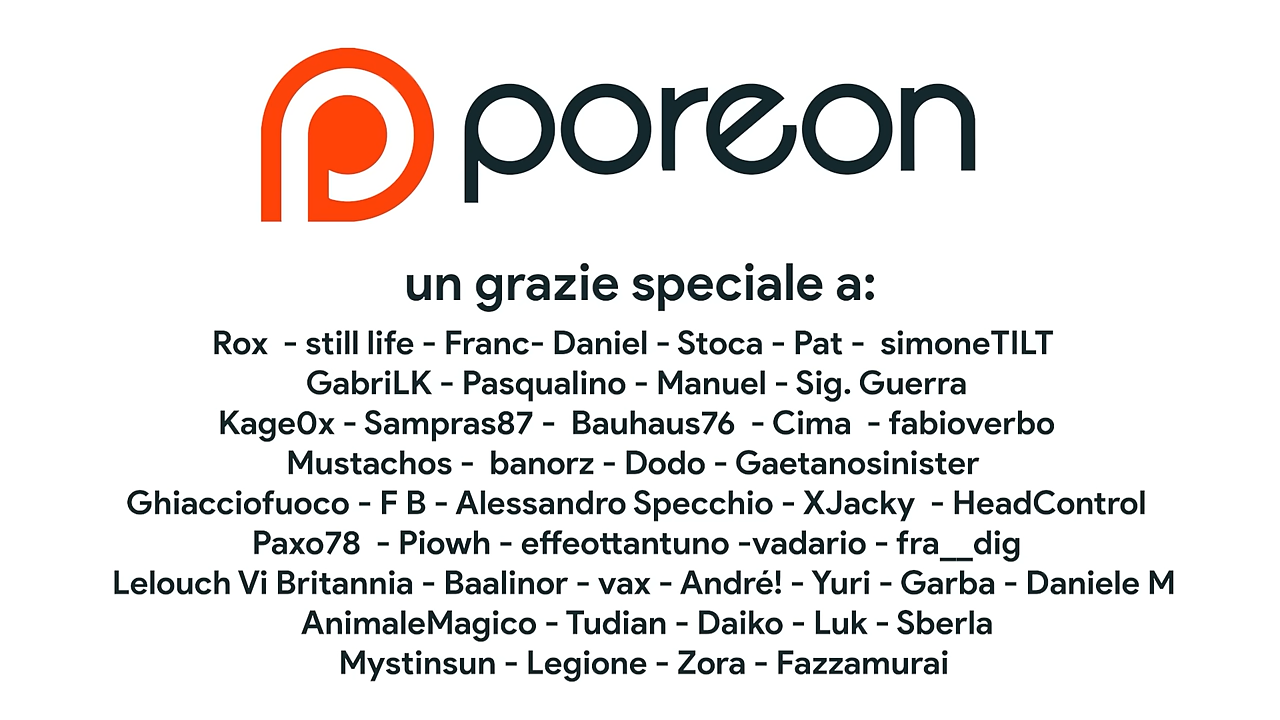 poreon
un grazie speciale a:
Rox - still life - Franc- Daniel - Stoca - Pat - simoneTILT
GabriLK - Pasqualino - Manuel - Sig. Guerra
Kage0x - Sampras87 - Bauhaus76 - Cima - fabioverbo
Mustachos - banorz - Dodo - Gaetanosinister
Ghiacciofuoco - F B - Alessandro Specchio - XJacky - HeadControl
Paxo78 - Piowh - effeottantuno -vadario - fra__dig
Lelouch Vi Britannia - Baalinor - vax - André! - Yuri - Garba - Daniele M
AnimaleMagico - Tudian - Daiko - Luk - Sberla
Mystinsun - Legione - Zora - Fazzamurai